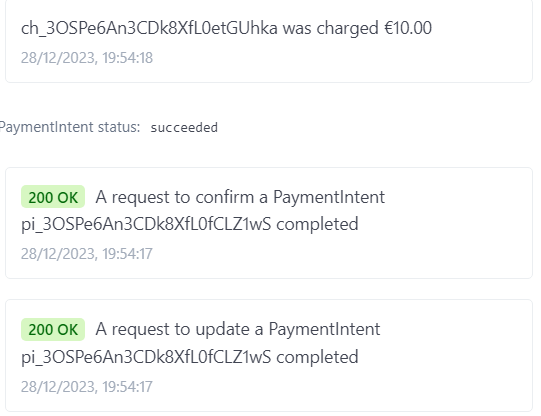 ch_3OSPe6An3CDk8XfL0etGUhka was charged €10.00
28/12/2023, 19:54:18
PaymentIntent status: succeeded
200 OK A request to confirm a PaymentIntent
pi_3OSPe6An3CDk8XfL0fCLZ1wS completed
28/12/2023, 19:54:17
200 OK A request to update a PaymentIntent
pi_3OSPe6An3CDk8XfL0fCLZ1wS completed
28/12/2023, 19:54:17